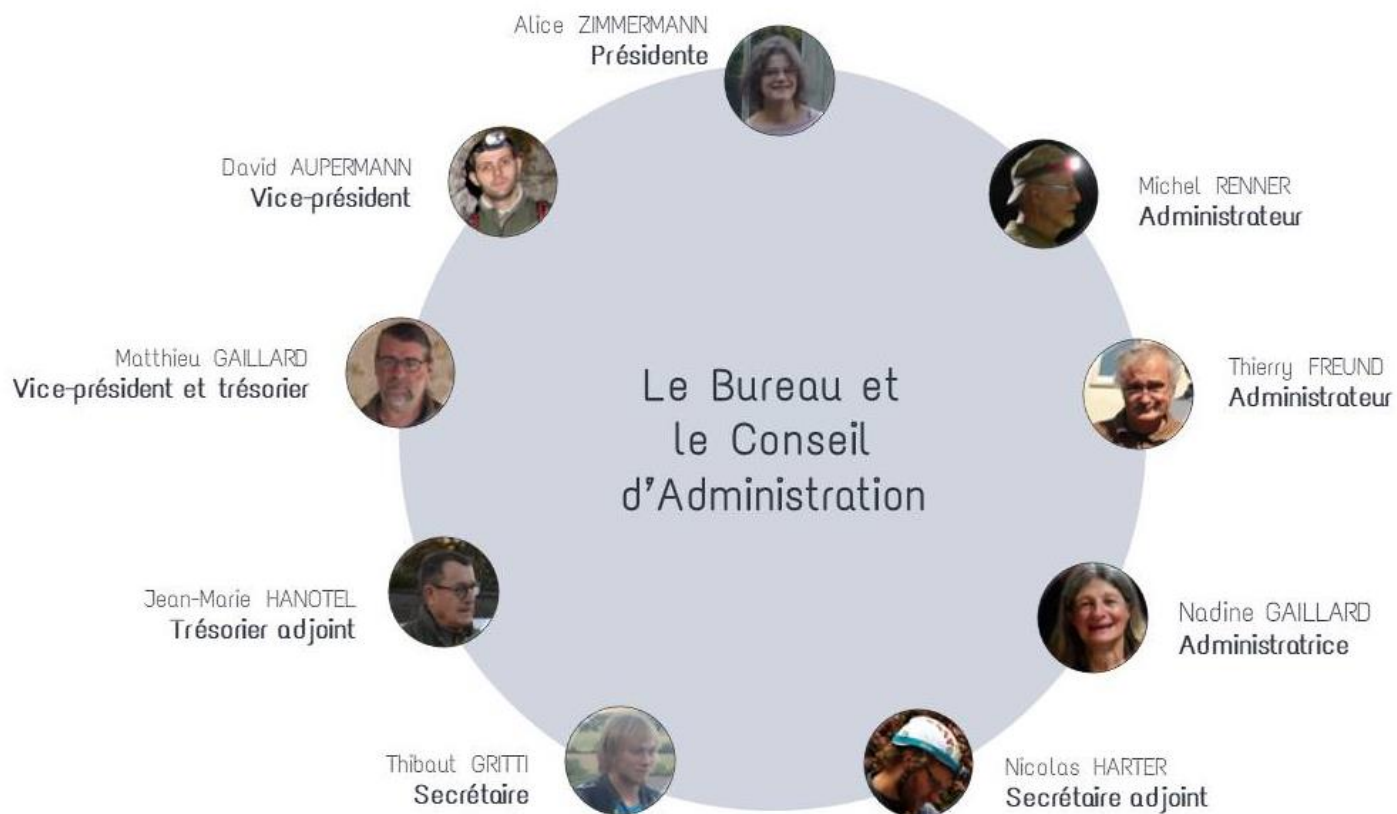 Alice ZIMMERMANN
Présidente
David AUPERMANN
Vice-président
Michel RENNER
Administrateur
Matthieu GAILLARD
Vice-président et trésorier
Thierry FREUND
Administrateur
Le Bureau et
le Conseil
d'Administration
Jean-Marie HANOTEL
Trésorier adjoint
Nadine GAILLARD
Administratrice
Thibaut GRITTI
Secrétaire
Nicolas HARTER
Secrétaire adjoint